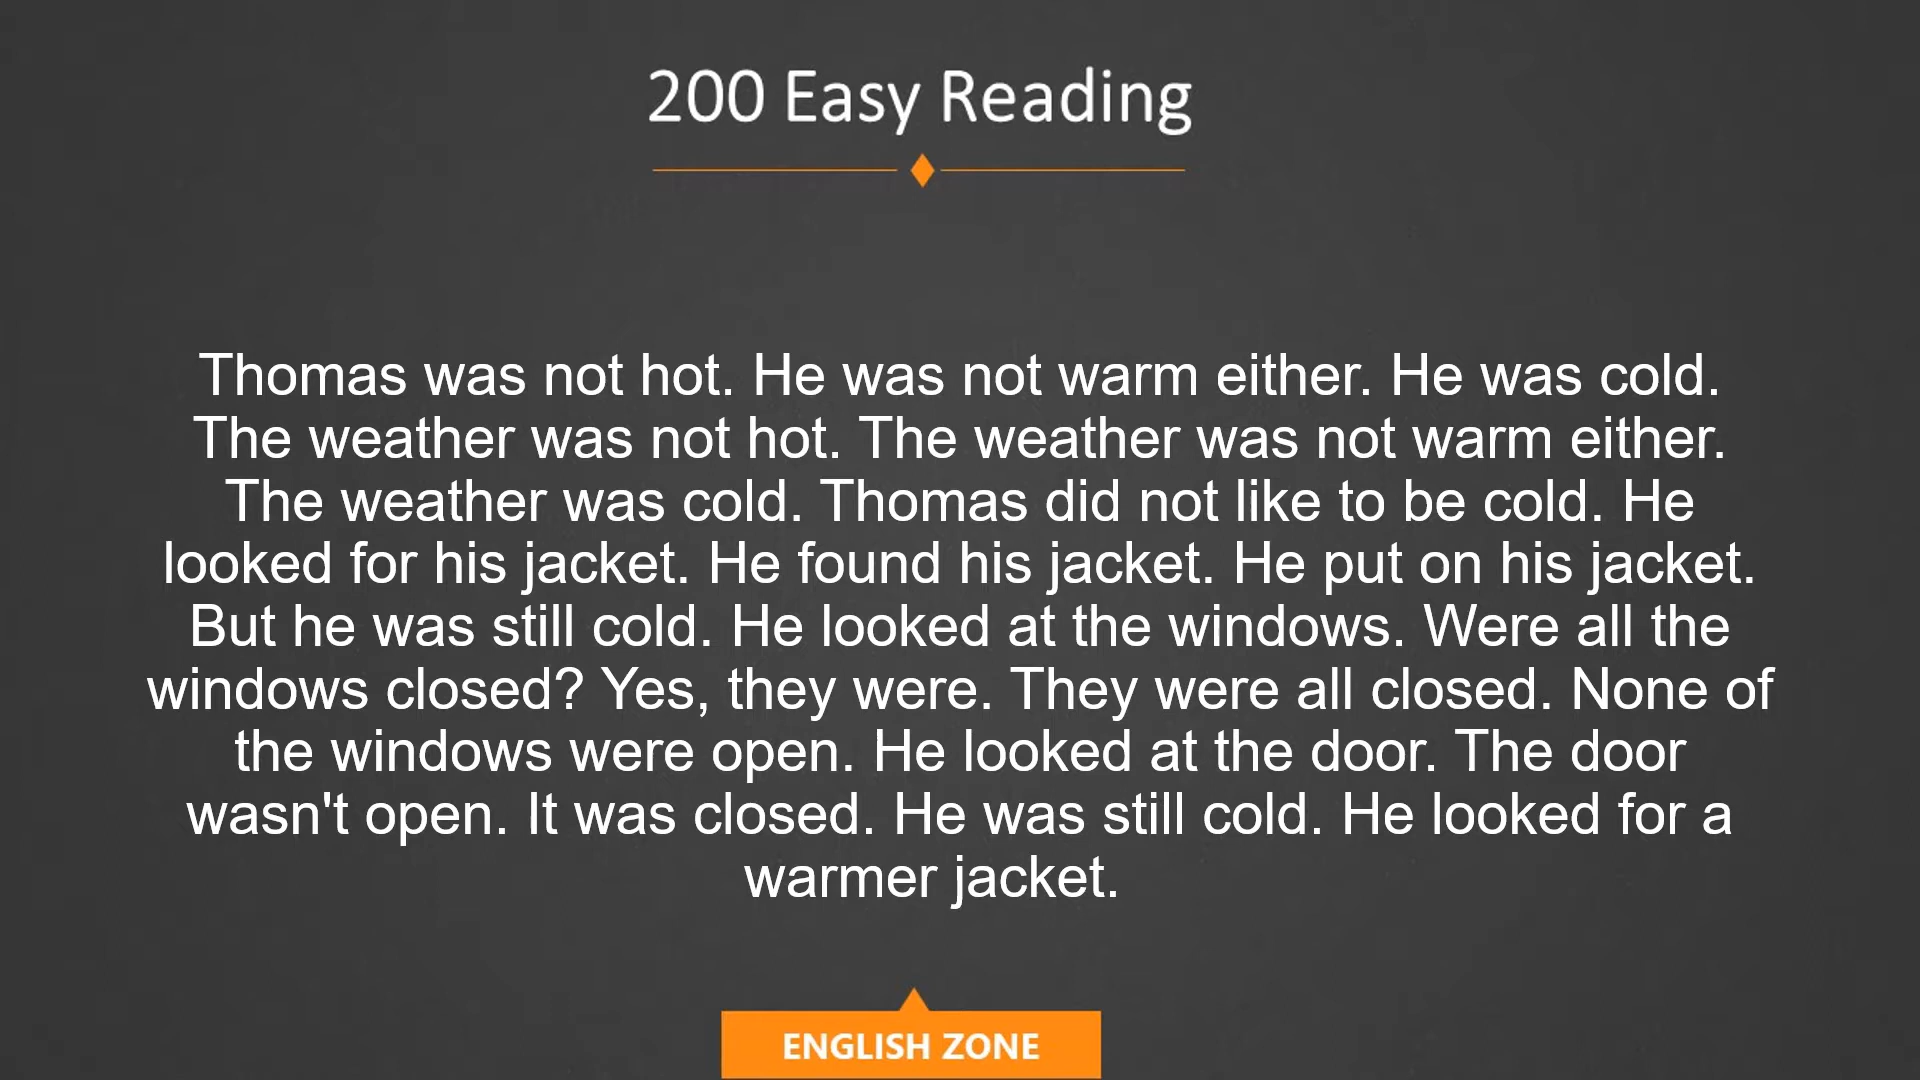 200 Easy Reading
Thomas was not hot. He was not warm either. He was cold.
The weather was not hot. The weather was not warm either.
The weather was cold. Thomas did not like to be cold. He
looked for his jacket. He found his jacket. He put on his jacket.
But he was still cold. He looked at the windows. Were all the
windows closed? Yes, they were. They were all closed. None of
the windows were open. He looked at the door. The door
wasn't open. It was closed. He was still cold. He looked for a
warmer jacket.
ENGLISH ZONE